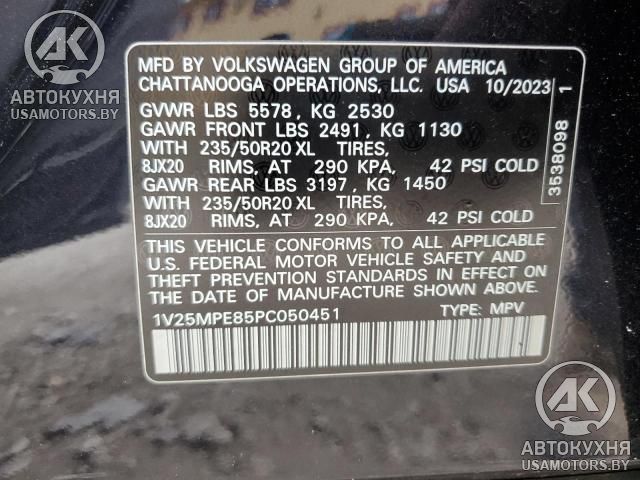 AK
АВТОКУХНЯ
USAMOTORS.BY
MFD BY VOLKSWAGEN GROUP OF AMERICA
CHATTANOOGA OPERATIONS, LLC. USA 10/2023
GVWR LBS 5578 , KG 2530
GAWR FRONT LBS 2491 , KG 1130
WITH 235/50R20 XL TIRES,
8JX20 RIMS, AT 290 KPA, 42 PSI COLD
GAWR REAR LBS 3197 , KG 1450
WITH 235/50R20 XL TIRES,
8JX20 RIMS, AT 290 KPA, 42 PSI COLD
THIS VEHICLE CONFORMS TO ALL APPLICABLE
U.S. FEDERAL MOTOR VEHICLE SAFETY AND
THEFT PREVENTION STANDARDS IN EFFECT ON
THE DATE OF MANUFACTURE SHOWN ABOVE.
1V25MPE85PC050451 TYPE: MPV
3538098 1
AK
АВТОКУХНЯ
USAMOTORS.BY